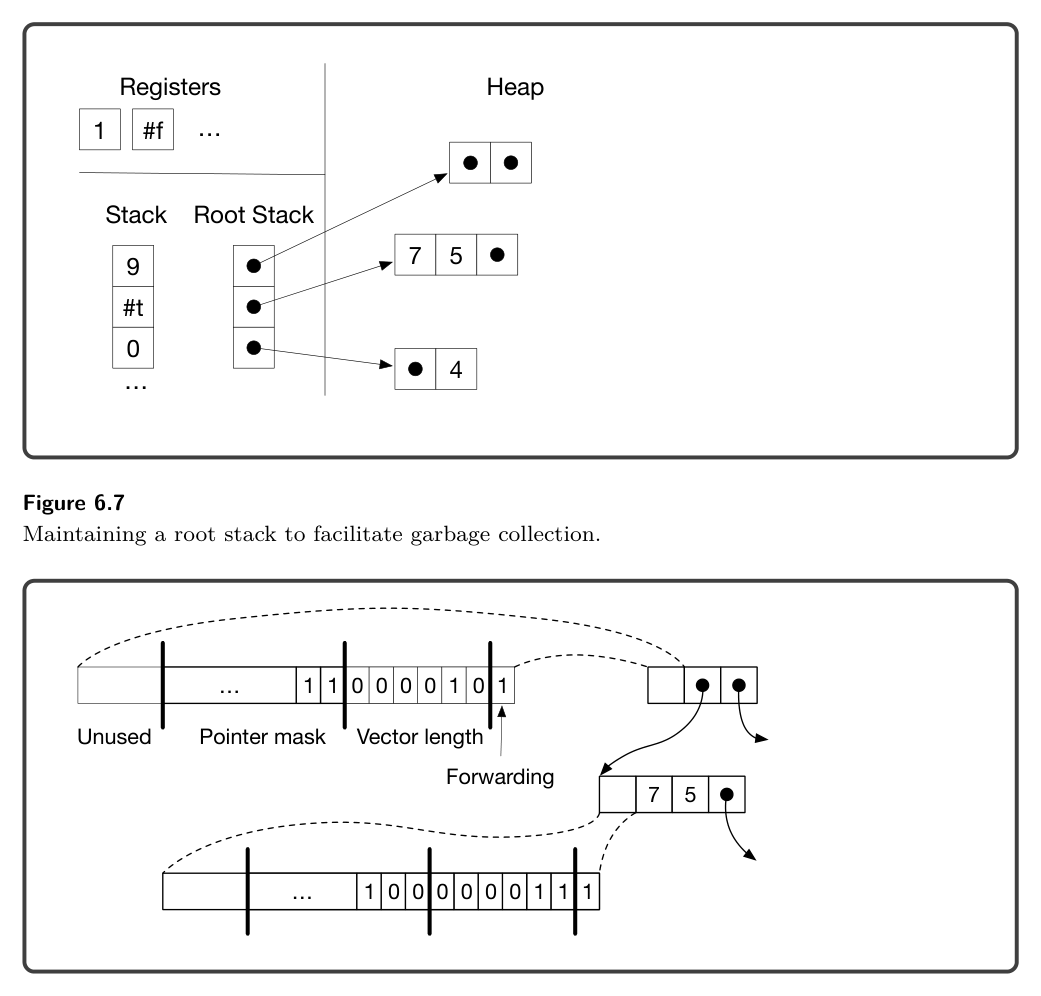 Registers
Heap
1 #f ...
Stack Root Stack
9
7 5
#t
0
4
...
Figure 6.7
Maintaining a root stack to facilitate garbage collection.
... 1 1 0 0 0 0 1 0 1
Unused Pointer mask Vector length
Forwarding
7 5
... 1 0 0 0 0 0 0 1 1 1